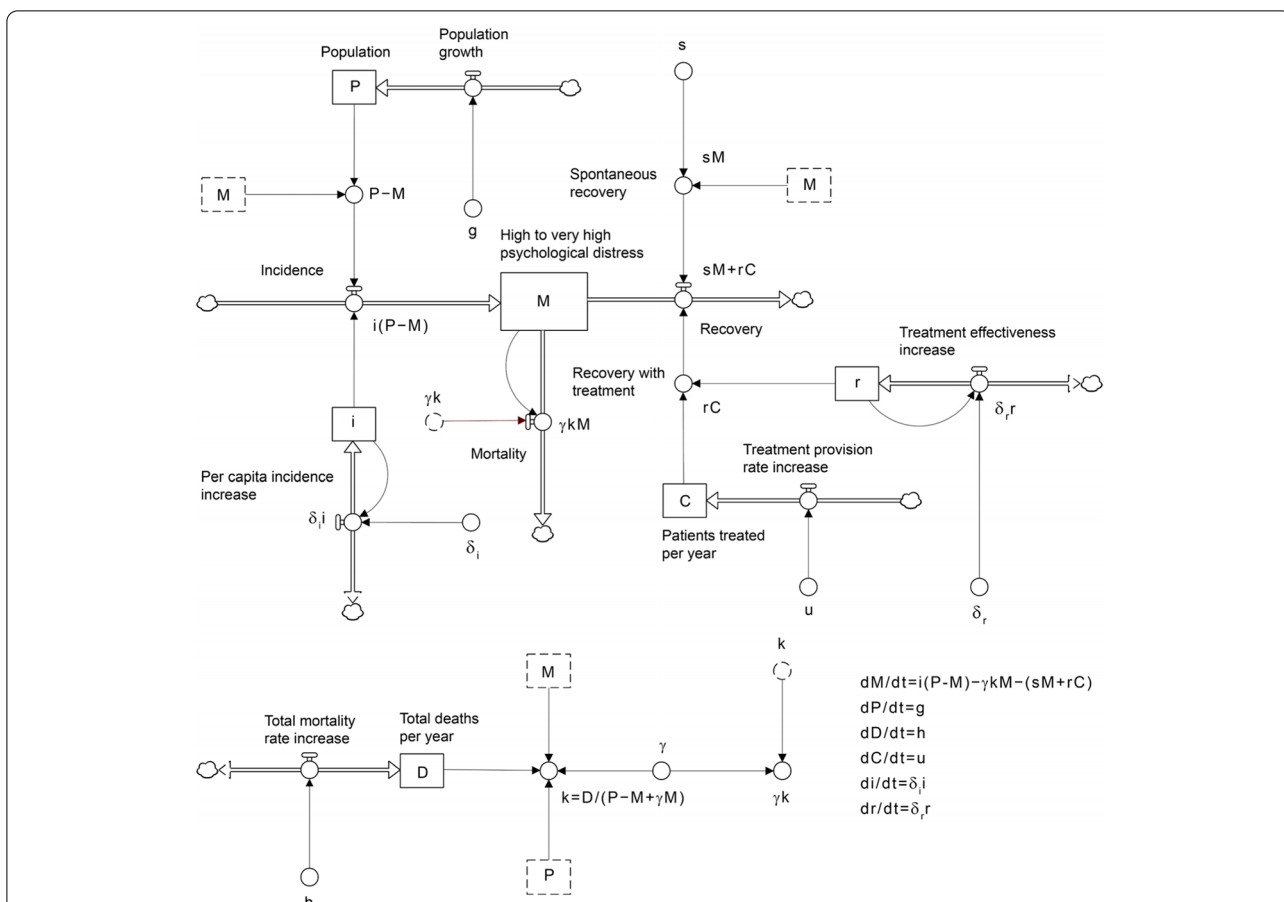 Population
growth
Population
s
P
sM
M
P−M
Spontaneous
recovery
M
g
High to very high
psychological distress
Incidence
sM+rC
M
i(P−M)
Recovery
Treatment effectiveness
increase
Recovery with
treatment
r
γk
rC
δrr
i
γkM
Mortality
Treatment provision
rate increase
Per capita incidence
increase
C
δii
δi
Patients treated
per year
u
δr
k
M
dM/dt=i(P-M)−γkM−(sM+rC)
dP/dt=g
Total mortality
rate increase
Total deaths
per year
dD/dt=h
γ
dC/dt=u
D
k=D/(P−M+γM)
γk
di/dt=δii
dr/dt=δrr
P